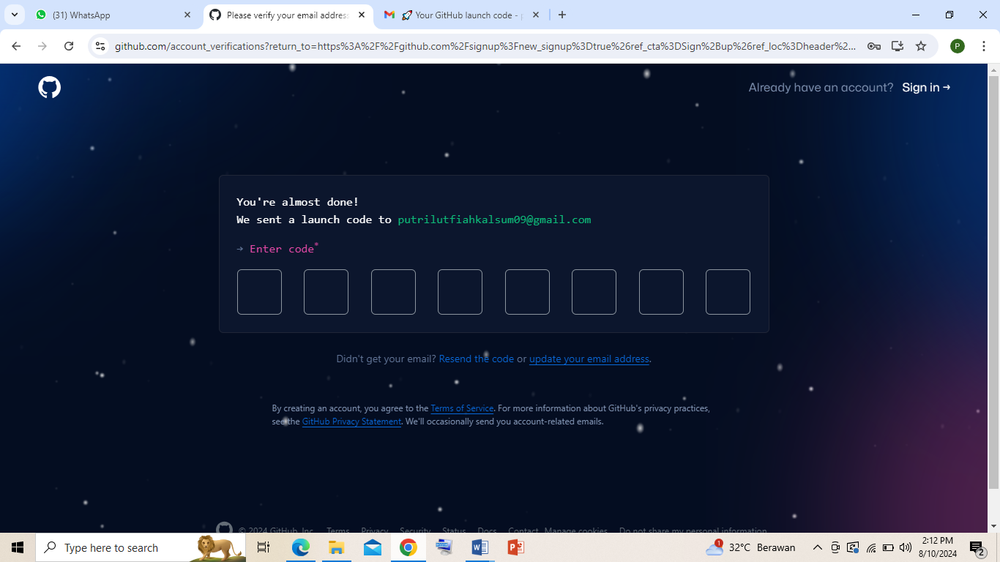 (31) WhatsApp
Please verify your email address
🚀 Your GitHub launch code -
github.com/account_verifications?return_to=https%3A%2F%2Fgithub.com%2Fsignup%3Fnew_signup%3Dtrue%26ref_cta%3DSign%2Bup%26ref_loc%3Dheader%2...
P
Already have an account? Sign in →
You're almost done!
We sent a launch code to putrilutfiahkalsum09@gmail.com
→ Enter code*
Didn't get your email? Resend the code or update your email address.
By creating an account, you agree to the Terms of Service. For more information about GitHub's privacy practices,
see the GitHub Privacy Statement. We'll occasionally send you account-related emails.
© 2024 GitHub, Inc. Terms Privacy Security Status Docs Contact Manage cookies Do not share my personal information
Type here to search
1
32°C Berawan
2:12 PM
8/10/2024
2